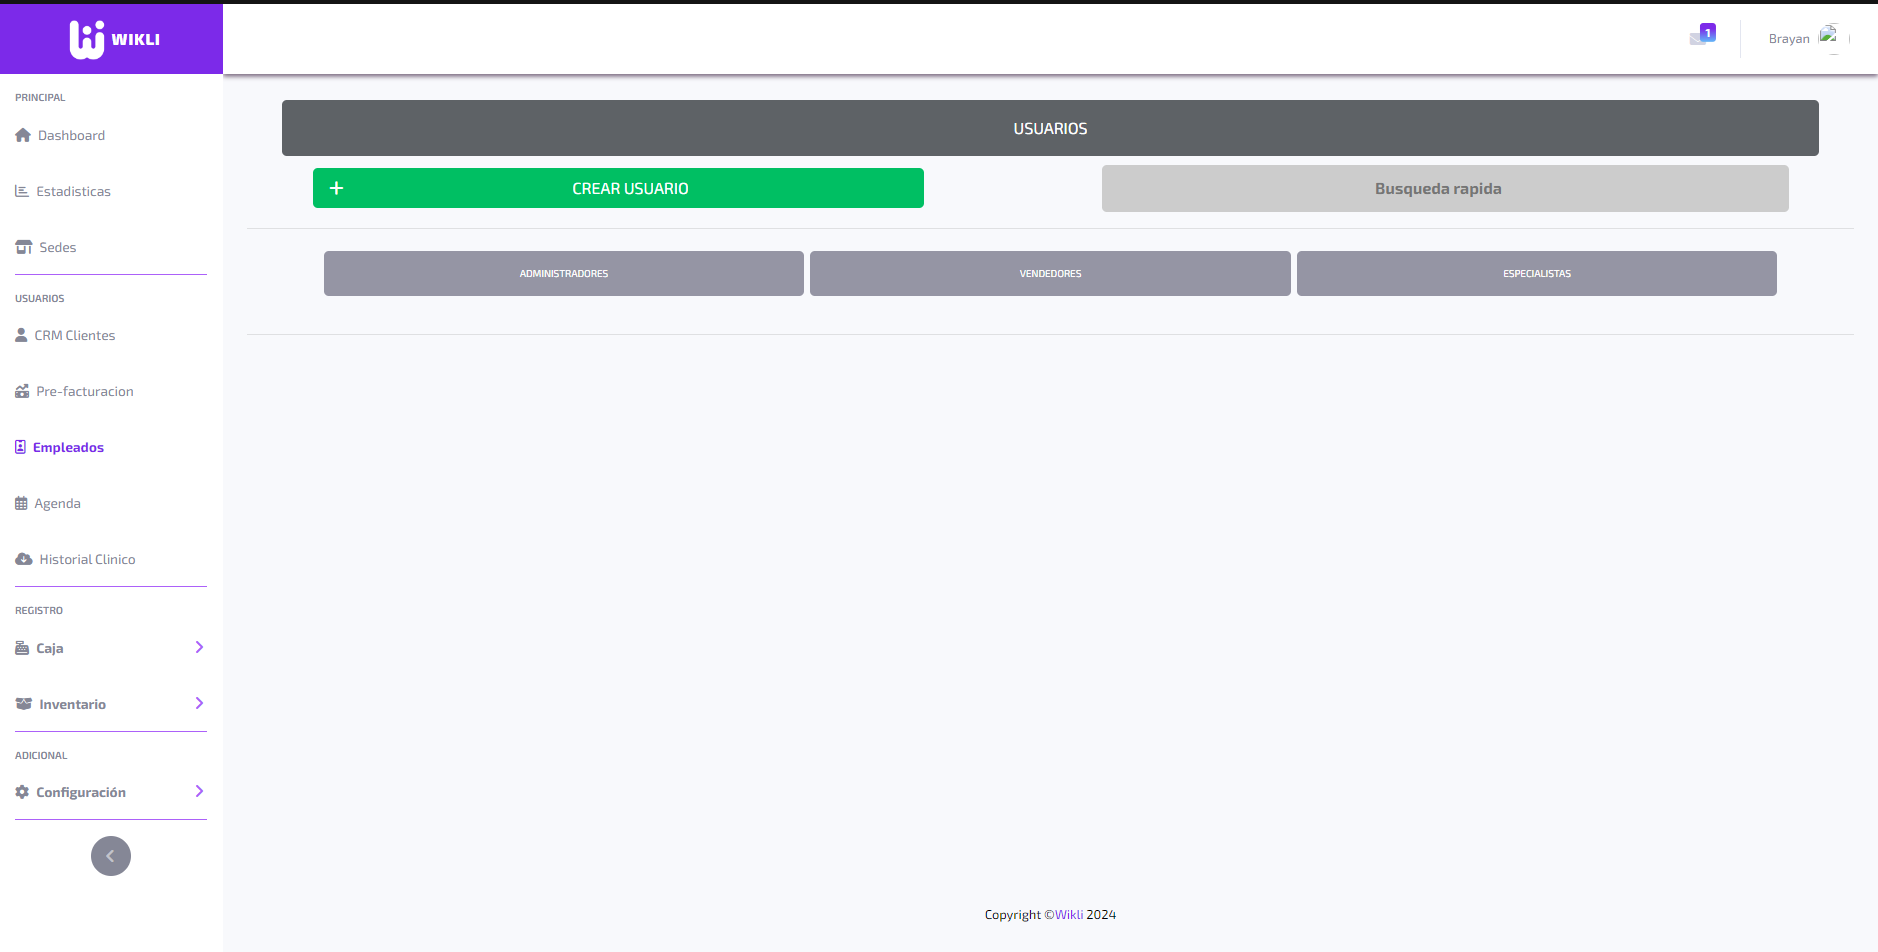 WIKLI
1
Brayan
PRINCIPAL
Dashboard
Estadisticas
Sedes
USUARIOS
CRM Clientes
Pre-facturacion
Empleados
Agenda
Historial Clinico
REGISTRO
Caja
Inventario
ADICIONAL
Configuración
USUARIOS
CREAR USUARIO
Busqueda rapida
ADMINISTRADORES
VENDEDORES
ESPECIALISTAS
Copyright ©Wikli 2024